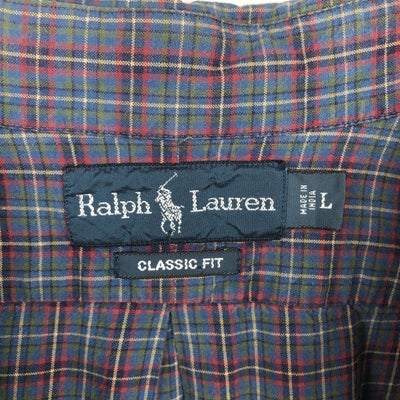 Ralph Lauren
MADE IN
INDIA
L
CLASSIC FIT